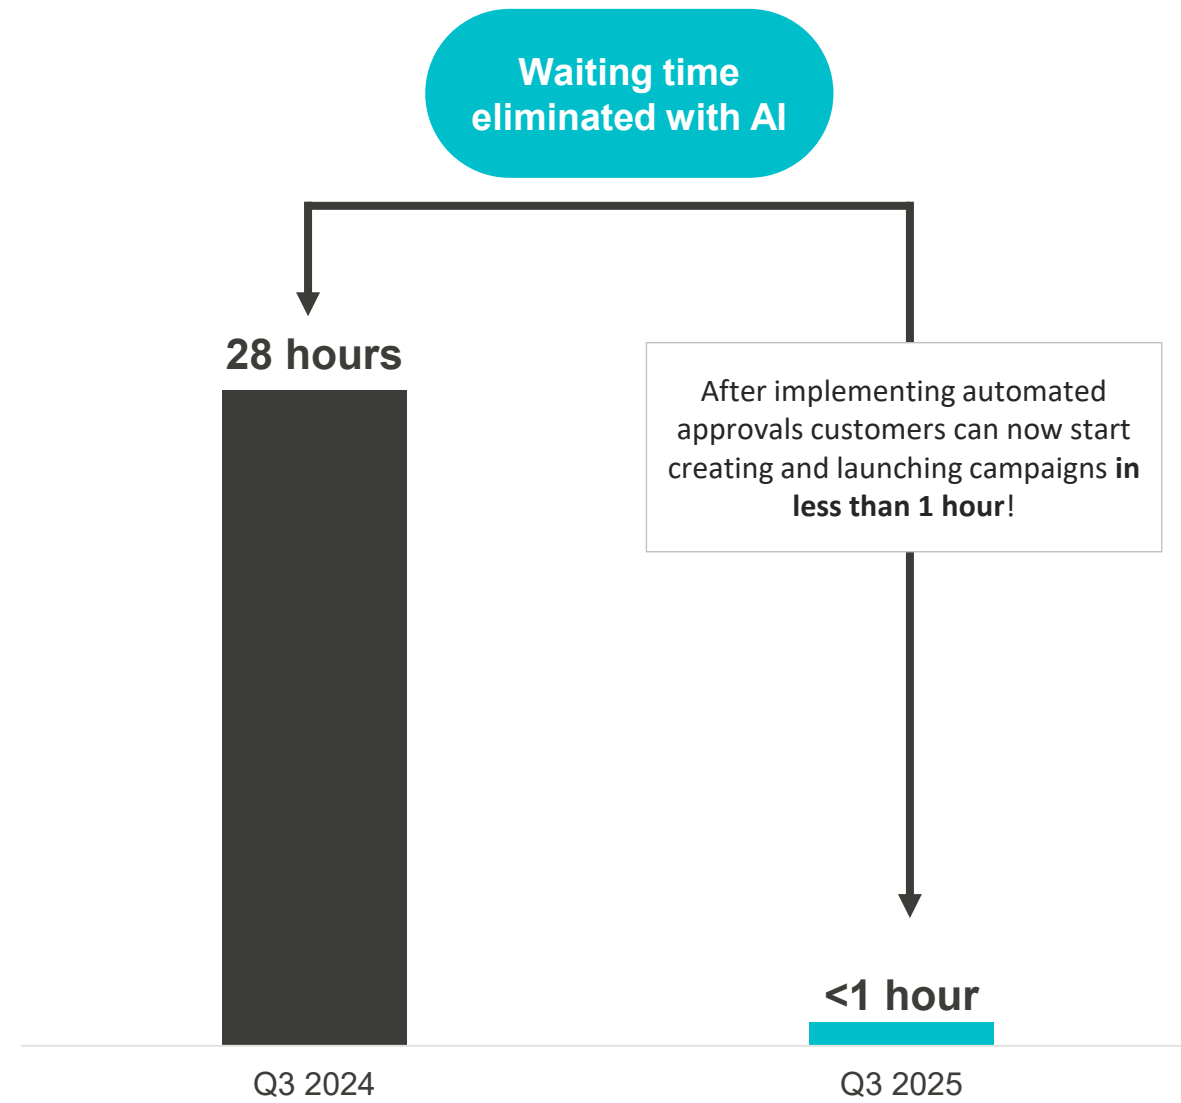 Waiting time
eliminated with AI
28 hours
After implementing automated
approvals customers can now start
creating and launching campaigns in
less than 1 hour!
<1 hour
Q3 2024
Q3 2025